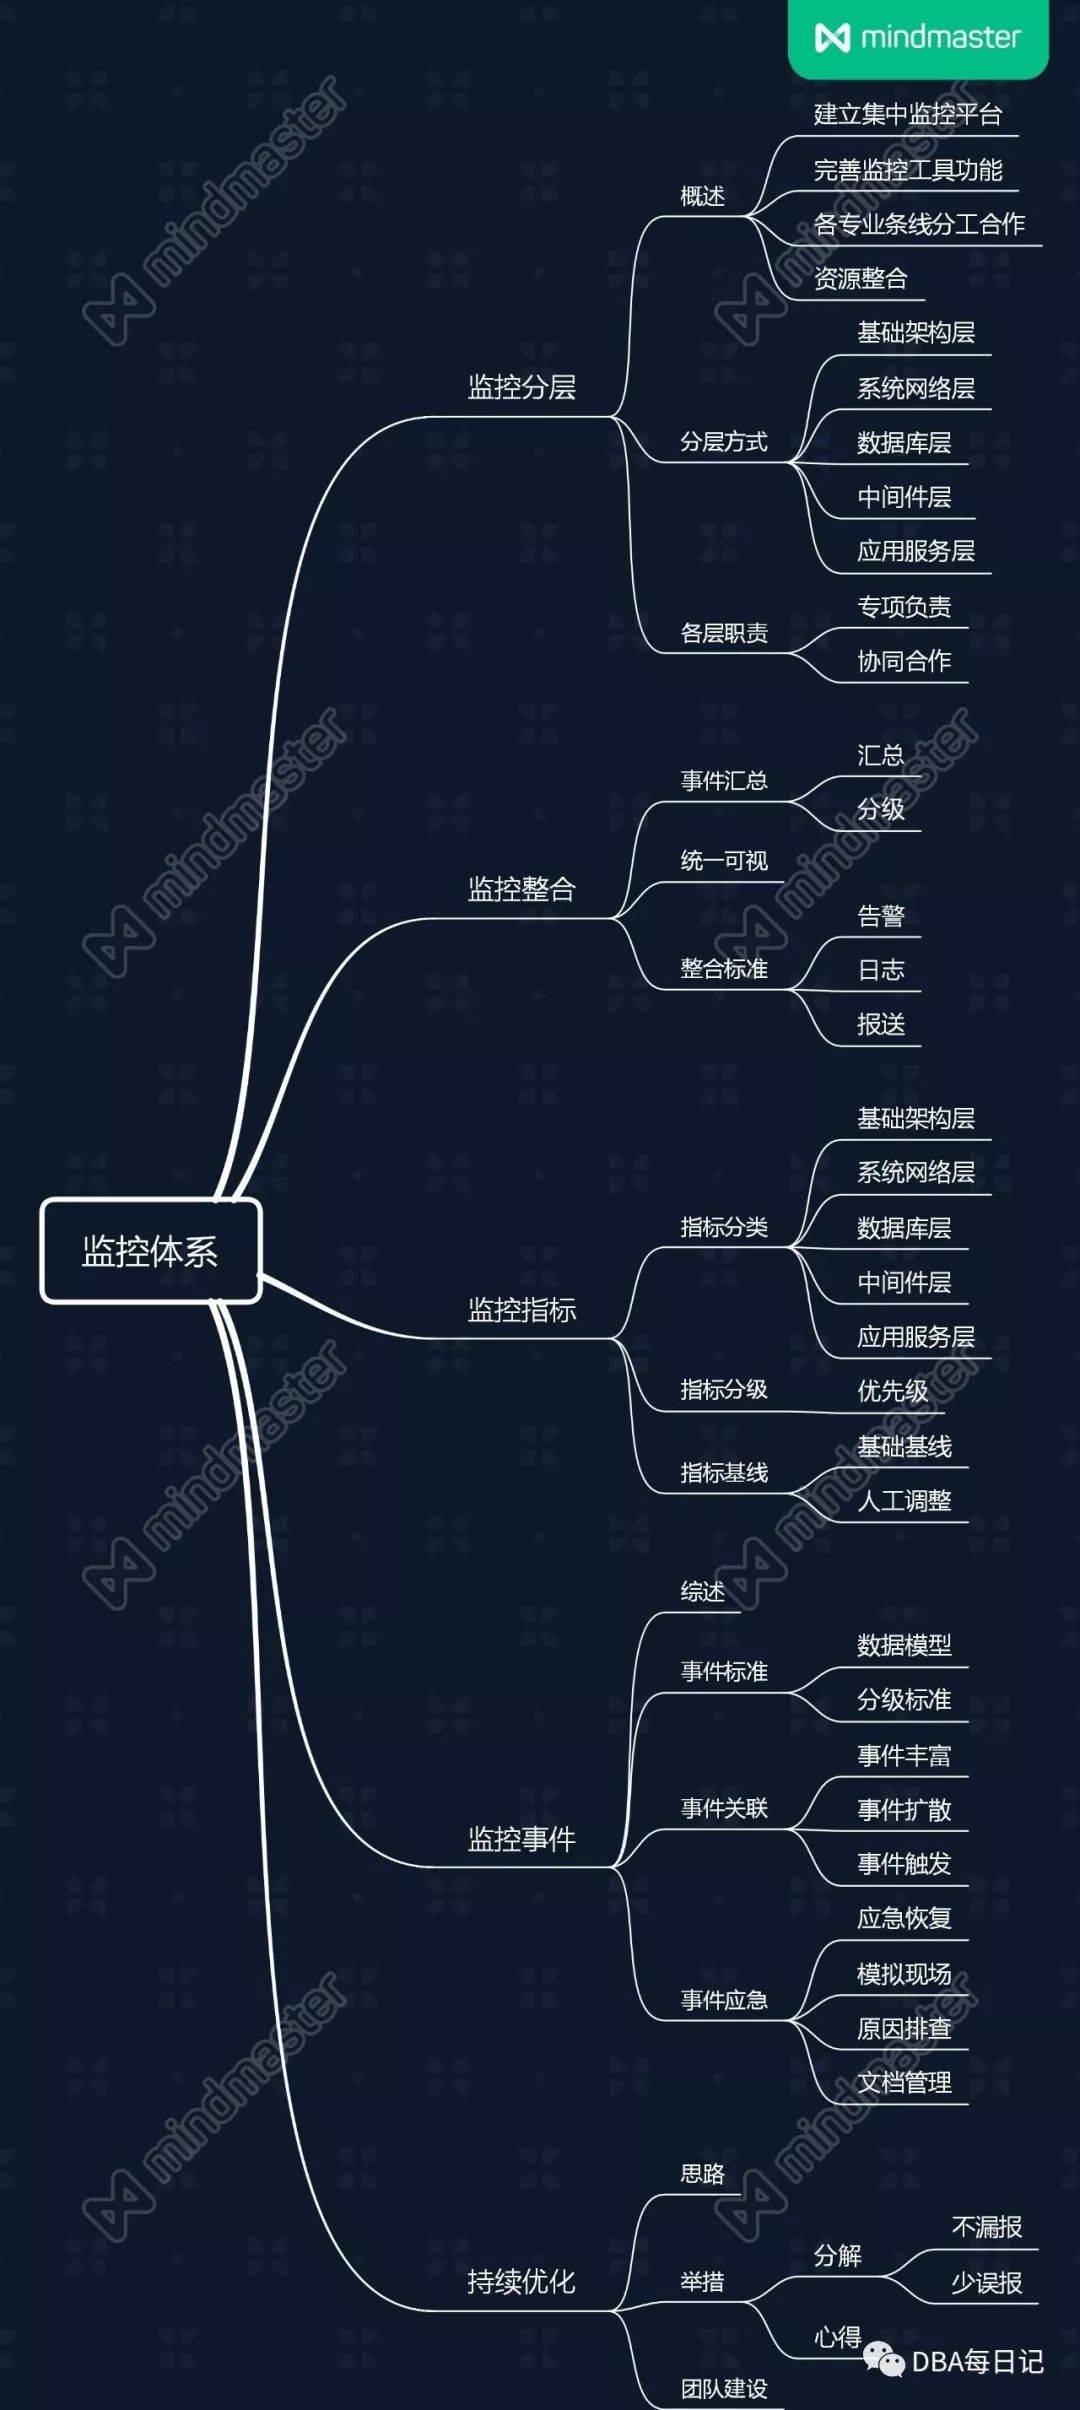 mindmaster
监控体系
监控分层
概述
建立集中监控平台
完善监控工具功能
各专业条线分工合作
资源整合
分层方式
基础架构层
系统网络层
数据库层
中间件层
应用服务层
各层职责
专项负责
协同合作
监控整合
事件汇总
汇总
分级
统一可视
整合标准
告警
日志
报送
监控指标
指标分类
基础架构层
系统网络层
数据库层
中间件层
应用服务层
指标分级
优先级
指标基线
基础基线
人工调整
监控事件
综述
事件标准
数据模型
分级标准
事件关联
事件丰富
事件扩散
事件触发
事件应急
应急恢复
模拟现场
原因排查
文档管理
持续优化
思路
举措
分解
不漏报
少误报
心得
团队建设
DBA每日记
mindmaster
mindmaster
mindmaster
mindmaster
mindmaster
mindmaster
mindmaster
mindmaster